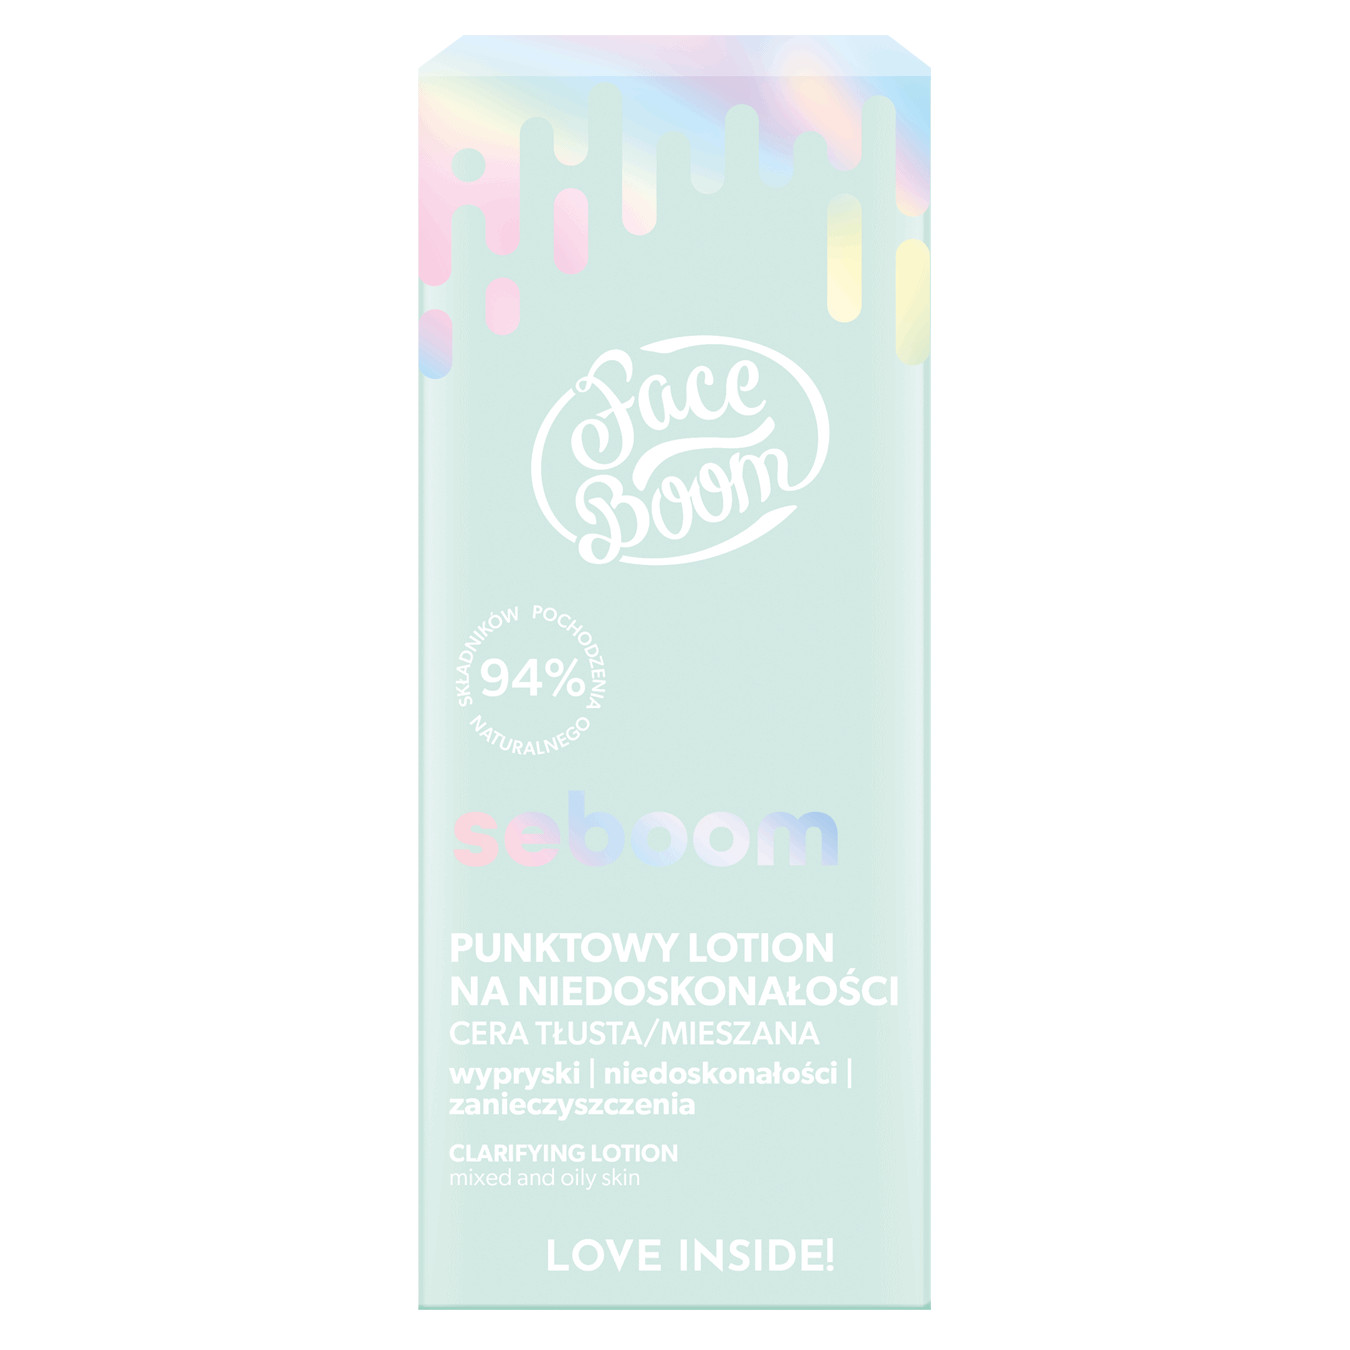 Face
Boom
SKŁADNIKÓW POCHODZENIA
NATURALNEGO
94%
seboom
PUNKTOWY LOTION
NA NIEDOSKONAŁOŚCI
CERA TŁUSTA/MIESZANA
wypryski | niedoskonałości |
zanieczyszczenia
CLARIFYING LOTION
mixed and oily skin
LOVE INSIDE!